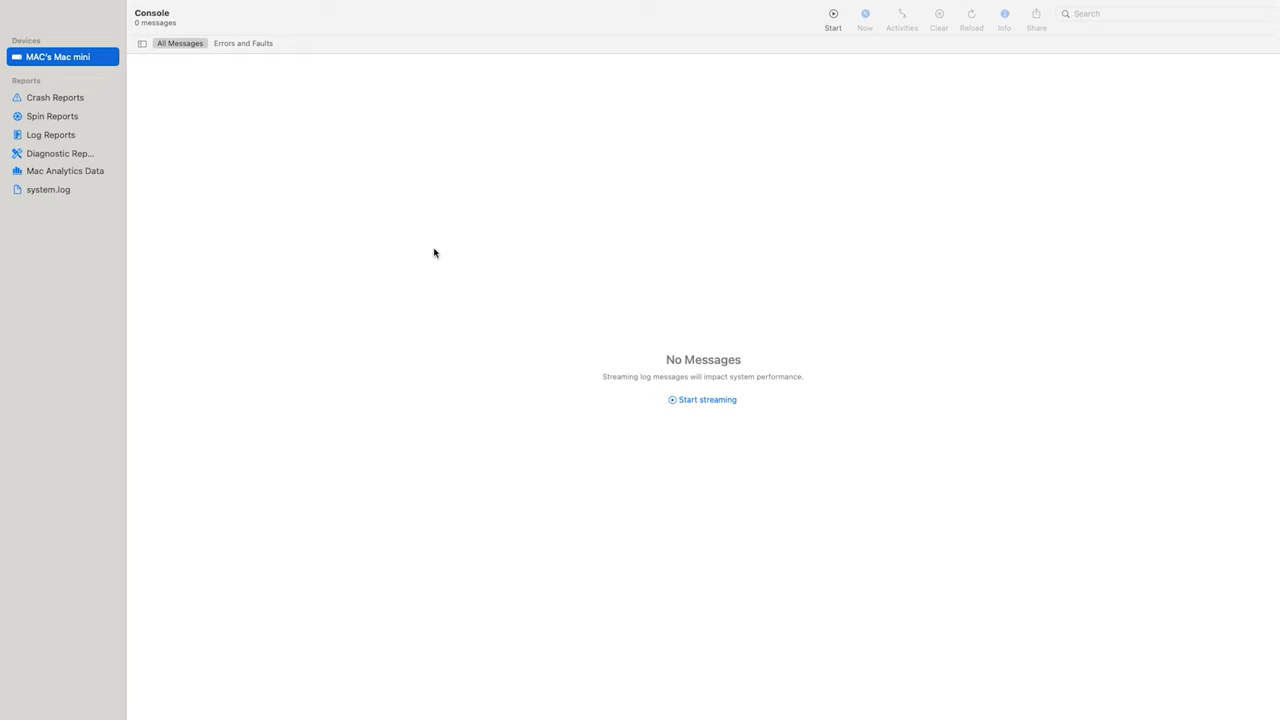 Console
0 messages
Start
Now
Activities
Clear
Reload
Info
Share
Search
All Messages
Errors and Faults
Devices
MAC's Mac mini
Reports
Crash Reports
Spin Reports
Log Reports
Diagnostic Rep...
Mac Analytics Data
system.log
No Messages
Streaming log messages will impact system performance.
Start streaming